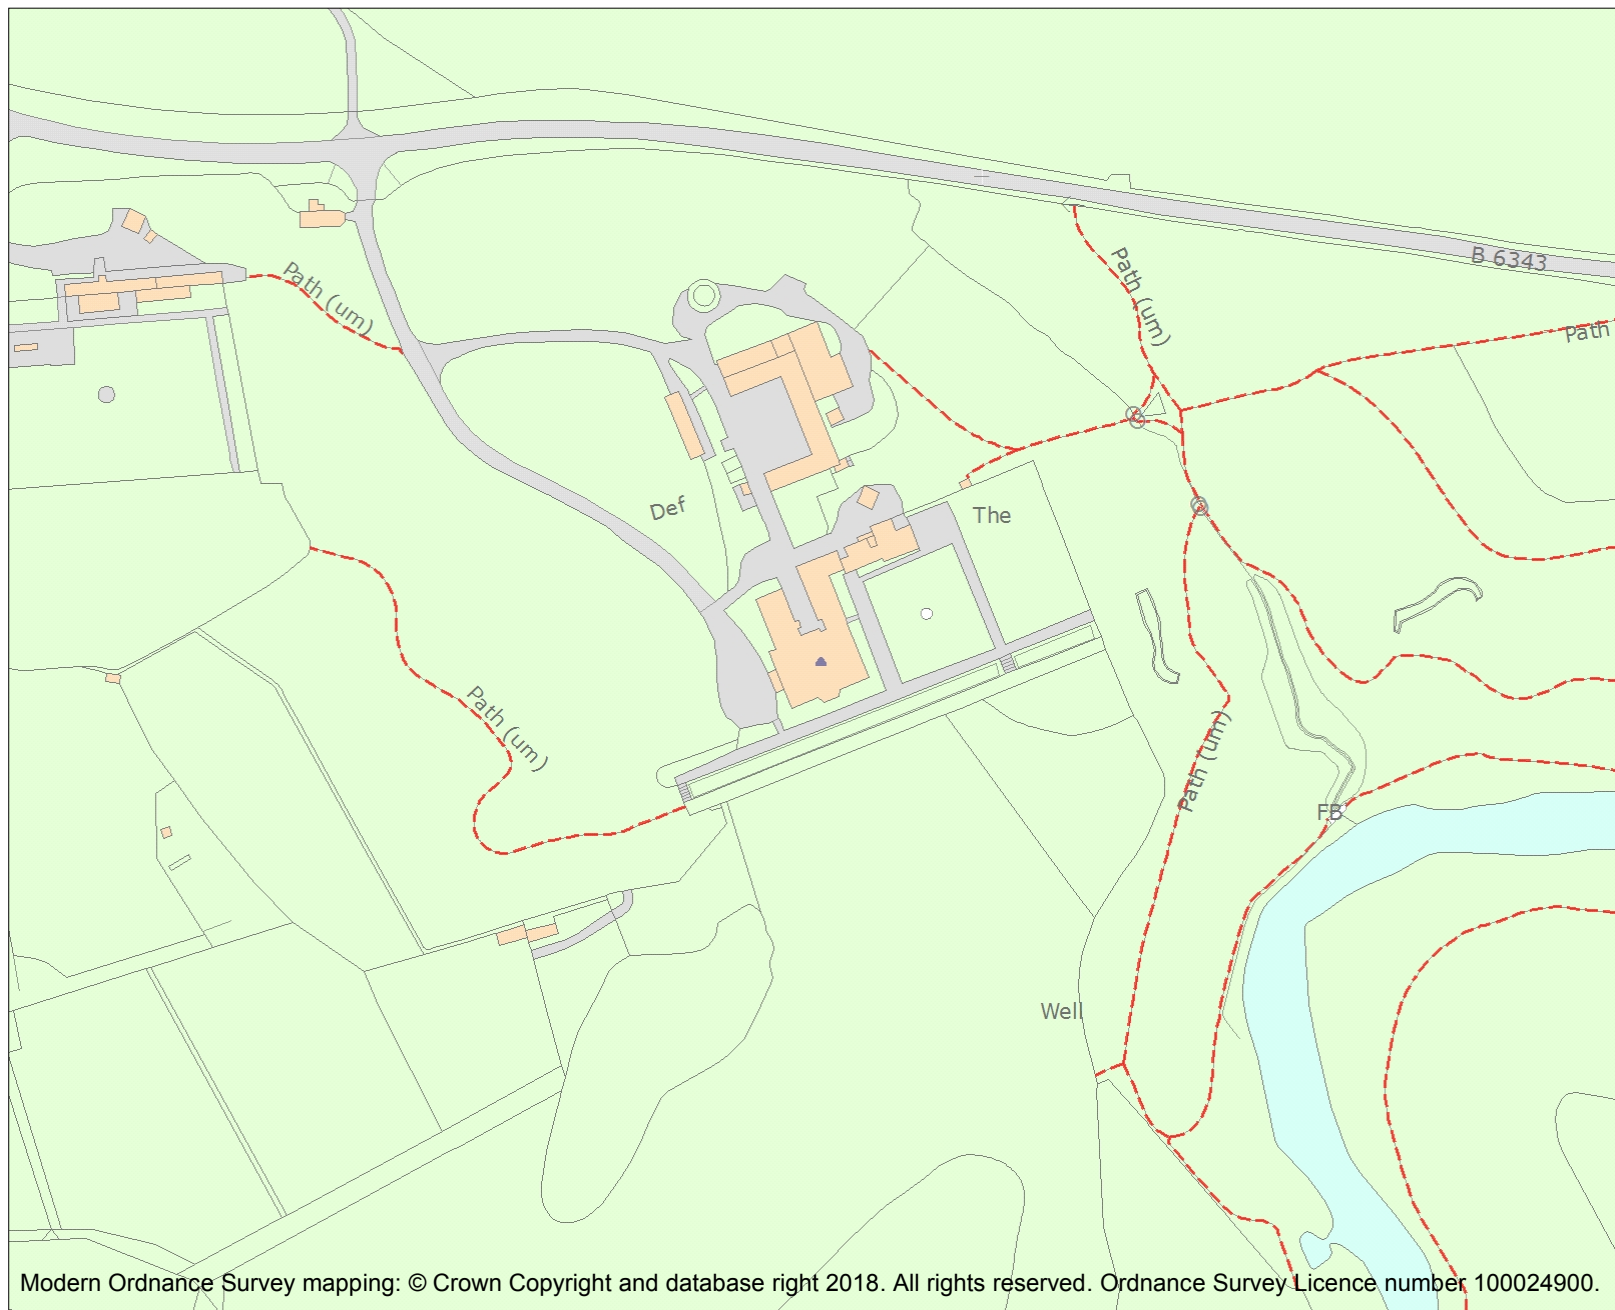 B 6343
Path (um)
Path (um)
Path
Def
The
Path (um)
Path (um)
FB
Well
Modern Ordnance Survey mapping: © Crown Copyright and database right 2018. All rights reserved. Ordnance Survey Licence number 100024900.